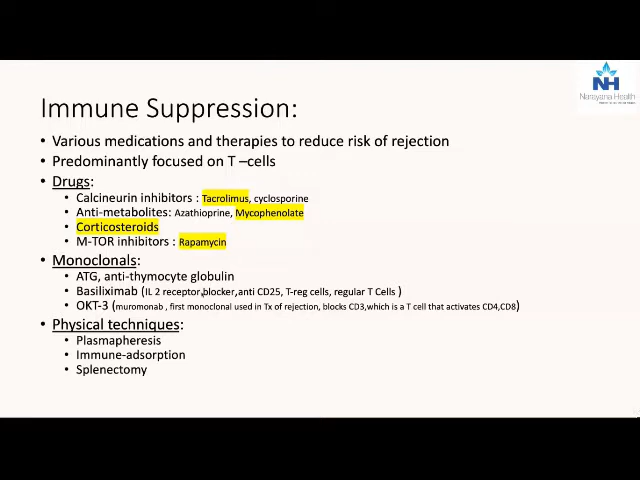 NH
Narayana Health
Immune Suppression:
• Various medications and therapies to reduce risk of rejection
• Predominantly focused on T –cells
• Drugs:
• Calcineurin inhibitors : Tacrolimus, cyclosporine
• Anti-metabolites: Azathioprine, Mycophenolate
• Corticosteroids
• M-TOR inhibitors : Rapamycin
• Monoclonals:
• ATG, anti-thymocyte globulin
• Basiliximab (IL 2 receptor,blocker,anti CD25, T-reg cells, regular T Cells )
• OKT-3 (muromonab , first monoclonal used in Tx of rejection, blocks CD3,which is a T cell that activates CD4,CD8)
• Physical techniques:
• Plasmapheresis
• Immune-adsorption
• Splenectomy